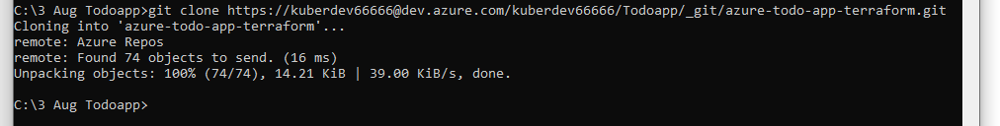 C:\3 Aug Todoapp>git clone https://kuberdev66666@dev.azure.com/kuberdev66666/Todoapp/_git/azure-todo-app-terraform.git
Cloning into 'azure-todo-app-terraform'...
remote: Azure Repos
remote: Found 74 objects to send. (16 ms)
Unpacking objects: 100% (74/74), 14.21 KiB | 39.00 KiB/s, done.
C:\3 Aug Todoapp>